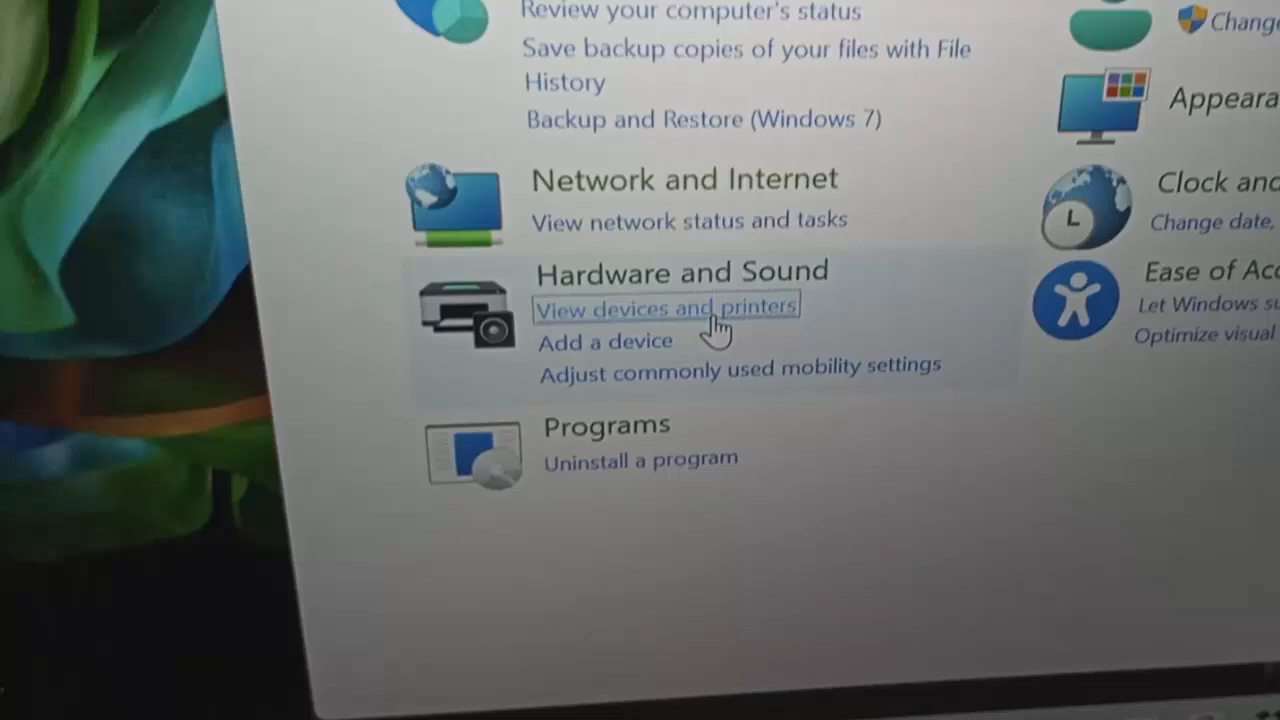 Review your computer's status
Save backup copies of your files with File
History
Backup and Restore (Windows 7)
Network and Internet
View network status and tasks
Hardware and Sound
View devices and printers
Add a device
Adjust commonly used mobility settings
Programs
Uninstall a program
Change
Appeara
Clock and
Change date,
Ease of Acc
Let Windows su
Optimize visual